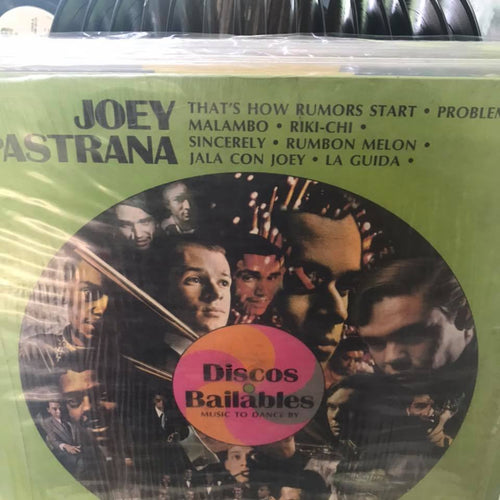 JOEY
PASTRANA
THAT'S HOW RUMORS START • PROBLEM
MALAMBO • RIKI-CHI •
SINCERELY • RUMBON MELON •
JALA CON JOEY • LA GUIDA •
Discos
Bailables
MUSIC TO DANCE BY